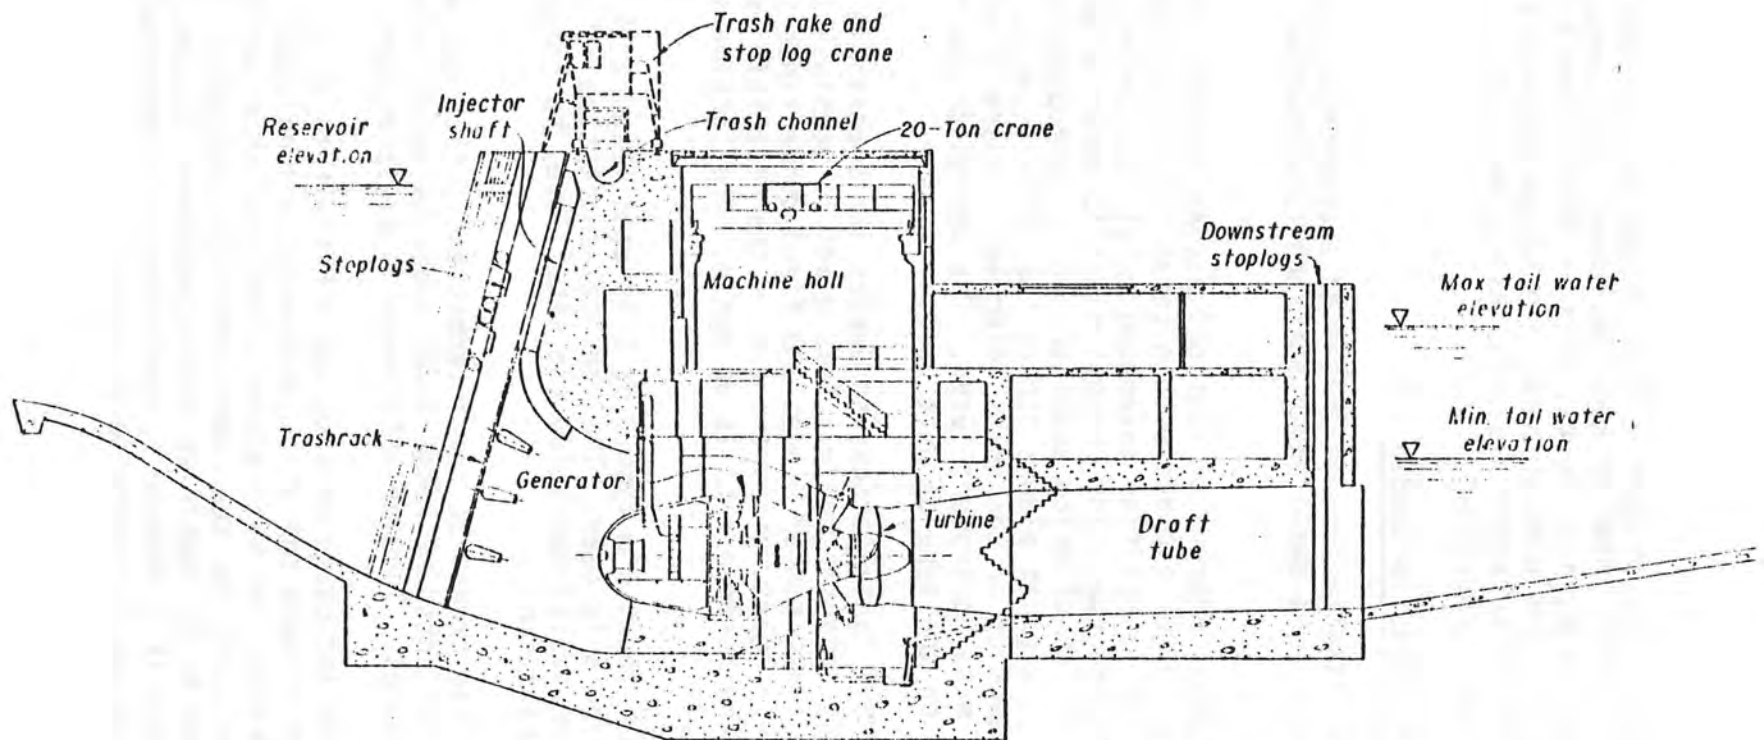 Trash rake and
stop log crane
Injector
shaft
Reservoir
elevation
Trash channel
20-Ton crane
Stoplogs
Machine hall
Downstream
stoplogs
Max tail water
elevation
Trashrack
Generator
Min. tail water
elevation
Turbine
Draft
tube